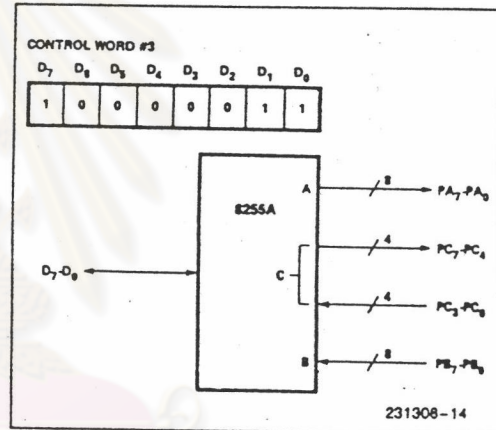 CONTROL WORD #3
D7 D6 D5 D4 D3 D2 D1 D0
1 0 0 0 0 0 1 1
A 8 PA7-PA0
8255A
4 PC7-PC4
D7-D0 C
4 PC3-PC0
B 8 PB7-PB0
231308-14